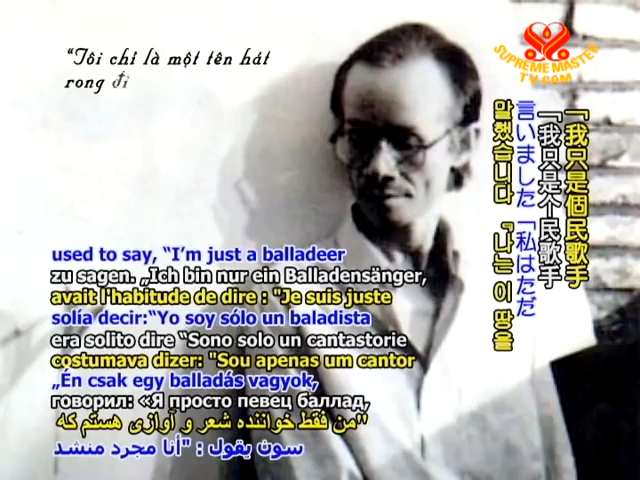 “Tôi chỉ là một tên hát
rong đi
SUPREME MASTER
TV.COM
「我只是個民歌手
「我只是个民歌手
言いました「私はただ
말했습니다 『나는 이 땅을
used to say, “I’m just a balladeer
zu sagen. „Ich bin nur ein Balladensänger,
avait l'habitude de dire : "Je suis juste
solía decir:“Yo soy sólo un baladista
era solito dire “Sono solo un cantastorie
costumava dizer: "Sou apenas um cantor
„Én csak egy balladás vagyok,
говорил: «Я просто певец баллад,
"من فقط خواننده شعر و آوازی هستم که
سون يقول : "أنا مجرد منشد